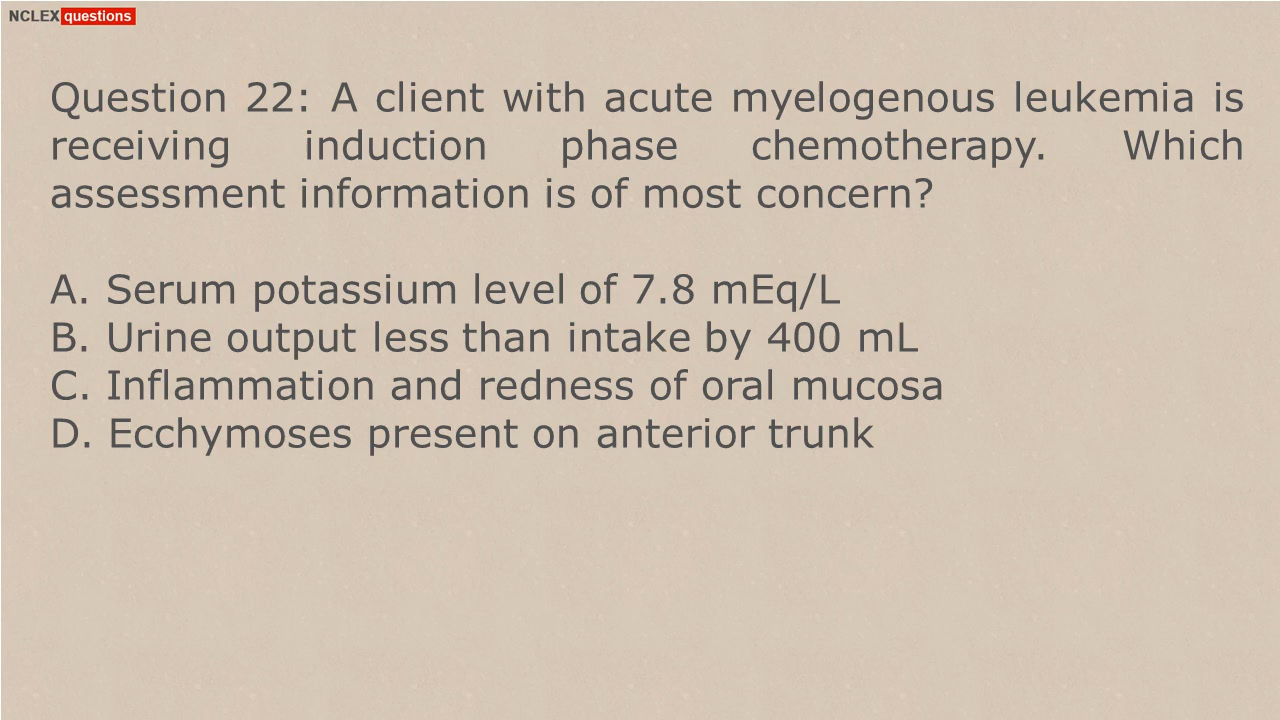 NCLEX questions
Question 22: A client with acute myelogenous leukemia is
receiving induction phase chemotherapy. Which
assessment information is of most concern?
A. Serum potassium level of 7.8 mEq/L
B. Urine output less than intake by 400 mL
C. Inflammation and redness of oral mucosa
D. Ecchymoses present on anterior trunk